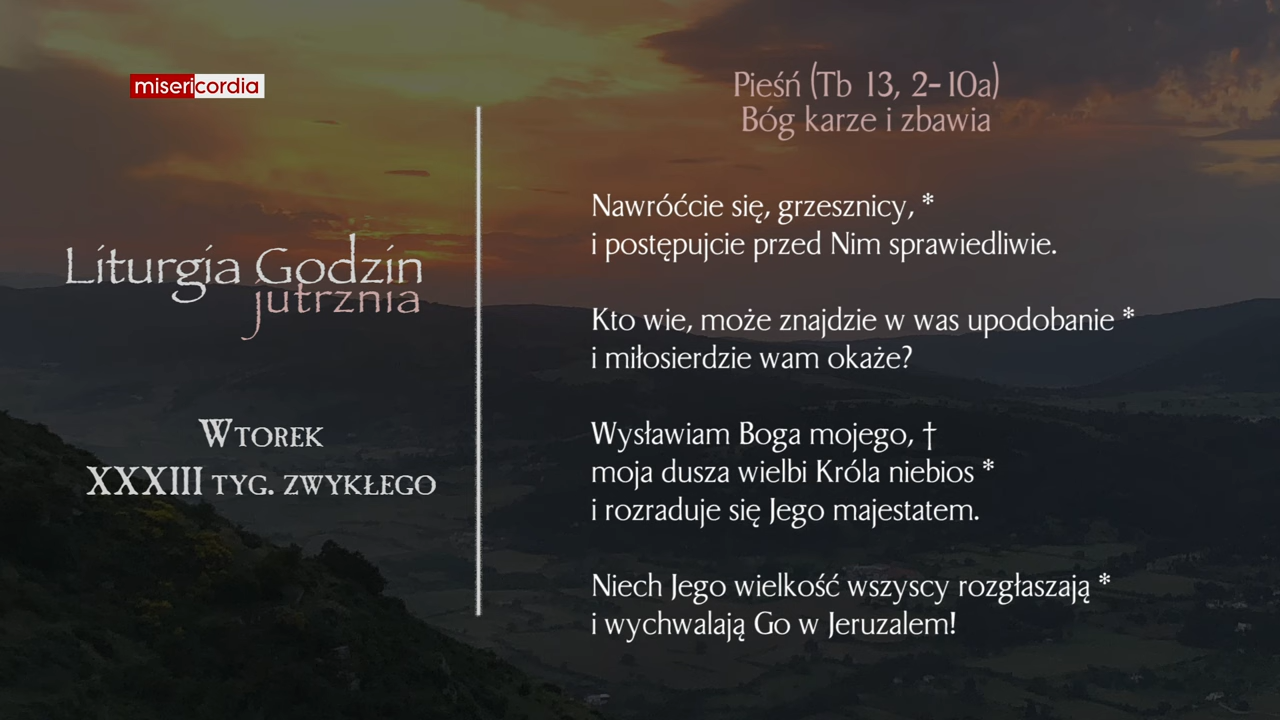 misericordia
Liturgia Godzin
jutrznia
Wtorek
XXXIII tyg. zwykłego
Pieśń (Tb 13, 2-10a)
Bóg karze i zbawia
Nawróćcie się, grzesznicy, *
i postępujcie przed Nim sprawiedliwie.
Kto wie, może znajdzie w was upodobanie *
i miłosierdzie wam okaże?
Wysławiam Boga mojego, †
moja dusza wielbi Króla niebios *
i rozraduje się Jego majestatem.
Niech Jego wielkość wszyscy rozgłaszają *
i wychwalają Go w Jeruzalem!